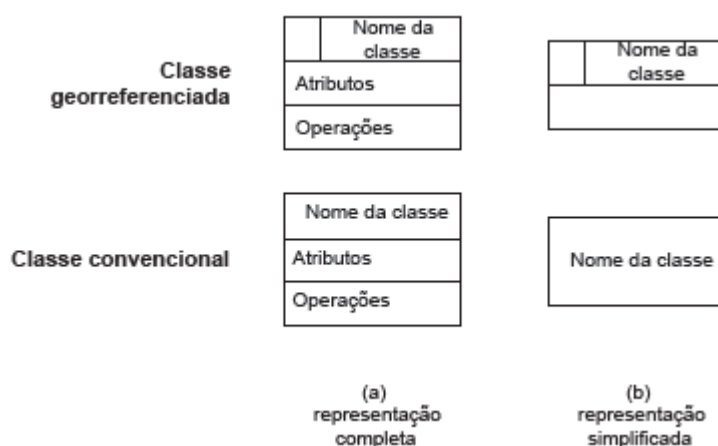 Nome da
classe
Nome da
classe
Classe
georreferenciada
Atributos
Operações
Nome da classe
Classe convencional
Atributos
Nome da classe
Operações
(a)
representação
completa
(b)
representação
simplificada